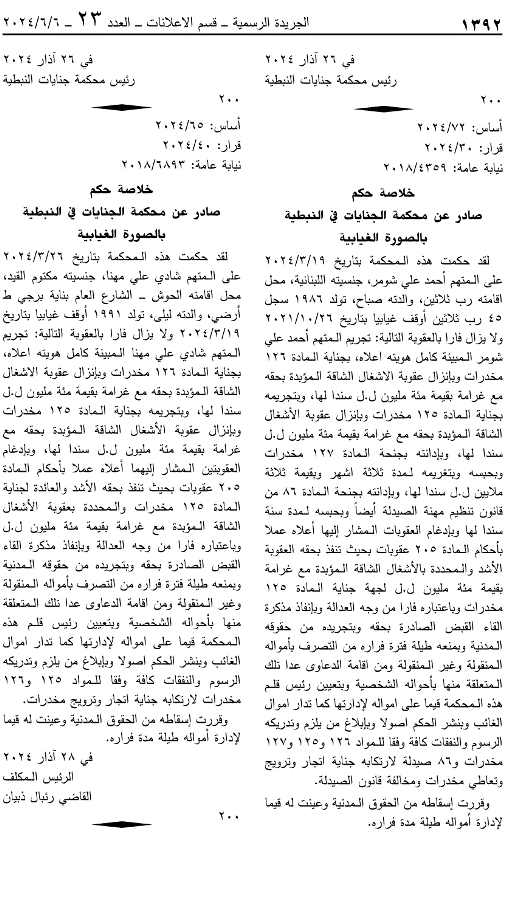 ١٣٩٢
الجريدة الرسمية ــ قسم الاعلانات ــ العدد ٢٣ ــ ٢٠٢٤/٦/٦
في ٢٦ آذار ٢٠٢٤
رئيس محكمة جنايات النبطية
٢٠٠
أساس: ٢٠٢٤/٧٢
قرار: ٢٠٢٤/٣٠
نيابة عامة: ٢٠١٨/٤٣٥٩
خلاصة حكم
صادر عن محكمة الجنايات في النبطية
بالصورة الغيابية
لقد حكمت هذه المحكمة بتاريخ ٢٠٢٤/٣/١٩
على المتهم أحمد علي شومر، جنسيته اللبنانية، محل
اقامته رب ثلاثين، والدته صباح، تولد ١٩٨٦ سجل
٤٥ رب ثلاثين أوقف غيابيا بتاريخ ٢٠٢١/١٠/٢٦
ولا يزال فارا بالعقوبة التالية: تجريم المتهم أحمد علي
شومر المبينة كامل هويته اعلاه، بجناية المادة ١٢٦
مخدرات وبإنزال عقوبة الاشغال الشاقة المؤبدة بحقه
مع غرامة بقيمة مئة مليون ل.ل سندا لها، وبتجريمه
بجناية المادة ١٢٥ مخدرات وبإنزال عقوبة الأشغال
الشاقة المؤبدة بحقه مع غرامة بقيمة مئة مليون ل.ل
سندا لها، وبإدانته بجنحة المادة ١٢٧ مخدرات
وبحبسه وبتغريمه لمدة ثلاثة اشهر وبقيمة ثلاثة
ملايين ل.ل سندا لها، وبإدانته بجنحة المادة ٨٦ من
قانون تنظيم مهنة الصيدلة أيضاً وبحبسه لمدة سنة
سندا لها وبإدغام العقوبات المشار إليها أعلاه عملا
بأحكام المادة ٢٠٥ عقوبات بحيث تنفذ بحقه العقوبة
الأشد والمحددة بالأشغال الشاقة المؤبدة مع غرامة
بقيمة مئة مليون ل.ل لجهة جناية المادة ١٢٥
مخدرات وباعتباره فارا من وجه العدالة وبإنفاذ مذكرة
القاء القبض الصادرة بحقه وبتجريده من حقوقه
المدنية وبمنعه طيلة فترة فراره من التصرف بأمواله
المنقولة وغير المنقولة ومن اقامة الدعاوى عدا تلك
المتعلقة منها بأحواله الشخصية وبتعيين رئيس قلم
هذه المحكمة قيما على امواله لإدارتها كما تدار اموال
الغائب وبنشر الحكم اصولا وبإبلاغ من يلزم وتدريكه
الرسوم والنفقات كافة وفقا للمواد ١٢٦ و١٢٥ و١٢٧
مخدرات و٨٦ صيدلة لارتكابه جناية اتجار وترويج
وتعاطي مخدرات ومخالفة قانون الصيدلة.
وقررت إسقاطه من الحقوق المدنية وعينت له قيما
لإدارة أمواله طيلة مدة فراره.
في ٢٦ آذار ٢٠٢٤
رئيس محكمة جنايات النبطية
٢٠٠
أساس: ٢٠٢٤/٦٥
قرار: ٢٠٢٤/٤٠
نيابة عامة: ٢٠١٨/٦٨٩٣
خلاصة حكم
صادر عن محكمة الجنايات في النبطية
بالصورة الغيابية
لقد حكمت هذه المحكمة بتاريخ ٢٠٢٤/٣/٢٦
على المتهم شادي علي مهنا، جنسيته مكتوم القيد،
محل اقامته الحوش ــ الشارع العام بناية برجي ط
أرضي، والدته ليلى، تولد ١٩٩١ أوقف غيابيا بتاريخ
٢٠٢٤/٣/١٩ ولا يزال فارا بالعقوبة التالية: تجريم
المتهم شادي علي مهنا المبينة كامل هويته اعلاه،
بجناية المادة ١٢٦ مخدرات وبإنزال عقوبة الاشغال
الشاقة المؤبدة بحقه مع غرامة بقيمة مئة مليون ل.ل
سندا لها، وبتجريمه بجناية المادة ١٢٥ مخدرات
وبإنزال عقوبة الأشغال الشاقة المؤبدة بحقه مع
غرامة بقيمة مئة مليون ل.ل سندا لها، وبإدغام
العقوبتين المشار إليهما أعلاه عملا بأحكام المادة
٢٠٥ عقوبات بحيث تنفذ بحقه الأشد والعائدة لجناية
المادة ١٢٥ مخدرات والمحددة بعقوبة الأشغال
الشاقة المؤبدة مع غرامة بقيمة مئة مليون ل.ل
وباعتباره فارا من وجه العدالة وبإنفاذ مذكرة القاء
القبض الصادرة بحقه وبتجريده من حقوقه المدنية
وبمنعه طيلة فترة فراره من التصرف بأمواله المنقولة
وغير المنقولة ومن اقامة الدعاوى عدا تلك المتعلقة
منها بأحواله الشخصية وبتعيين رئيس قلم هذه
المحكمة قيما على امواله لإدارتها كما تدار اموال
الغائب وبنشر الحكم اصولا وبإبلاغ من يلزم وتدريكه
الرسوم والنفقات كافة وفقا للمواد ١٢٥ و١٢٦
مخدرات لارتكابه جناية اتجار وترويج مخدرات.
وقررت إسقاطه من الحقوق المدنية وعينت له قيما
لإدارة أمواله طيلة مدة فراره.
في ٢٨ آذار ٢٠٢٤
الرئيس المكلف
القاضي رئبال ذبيان
٢٠٠